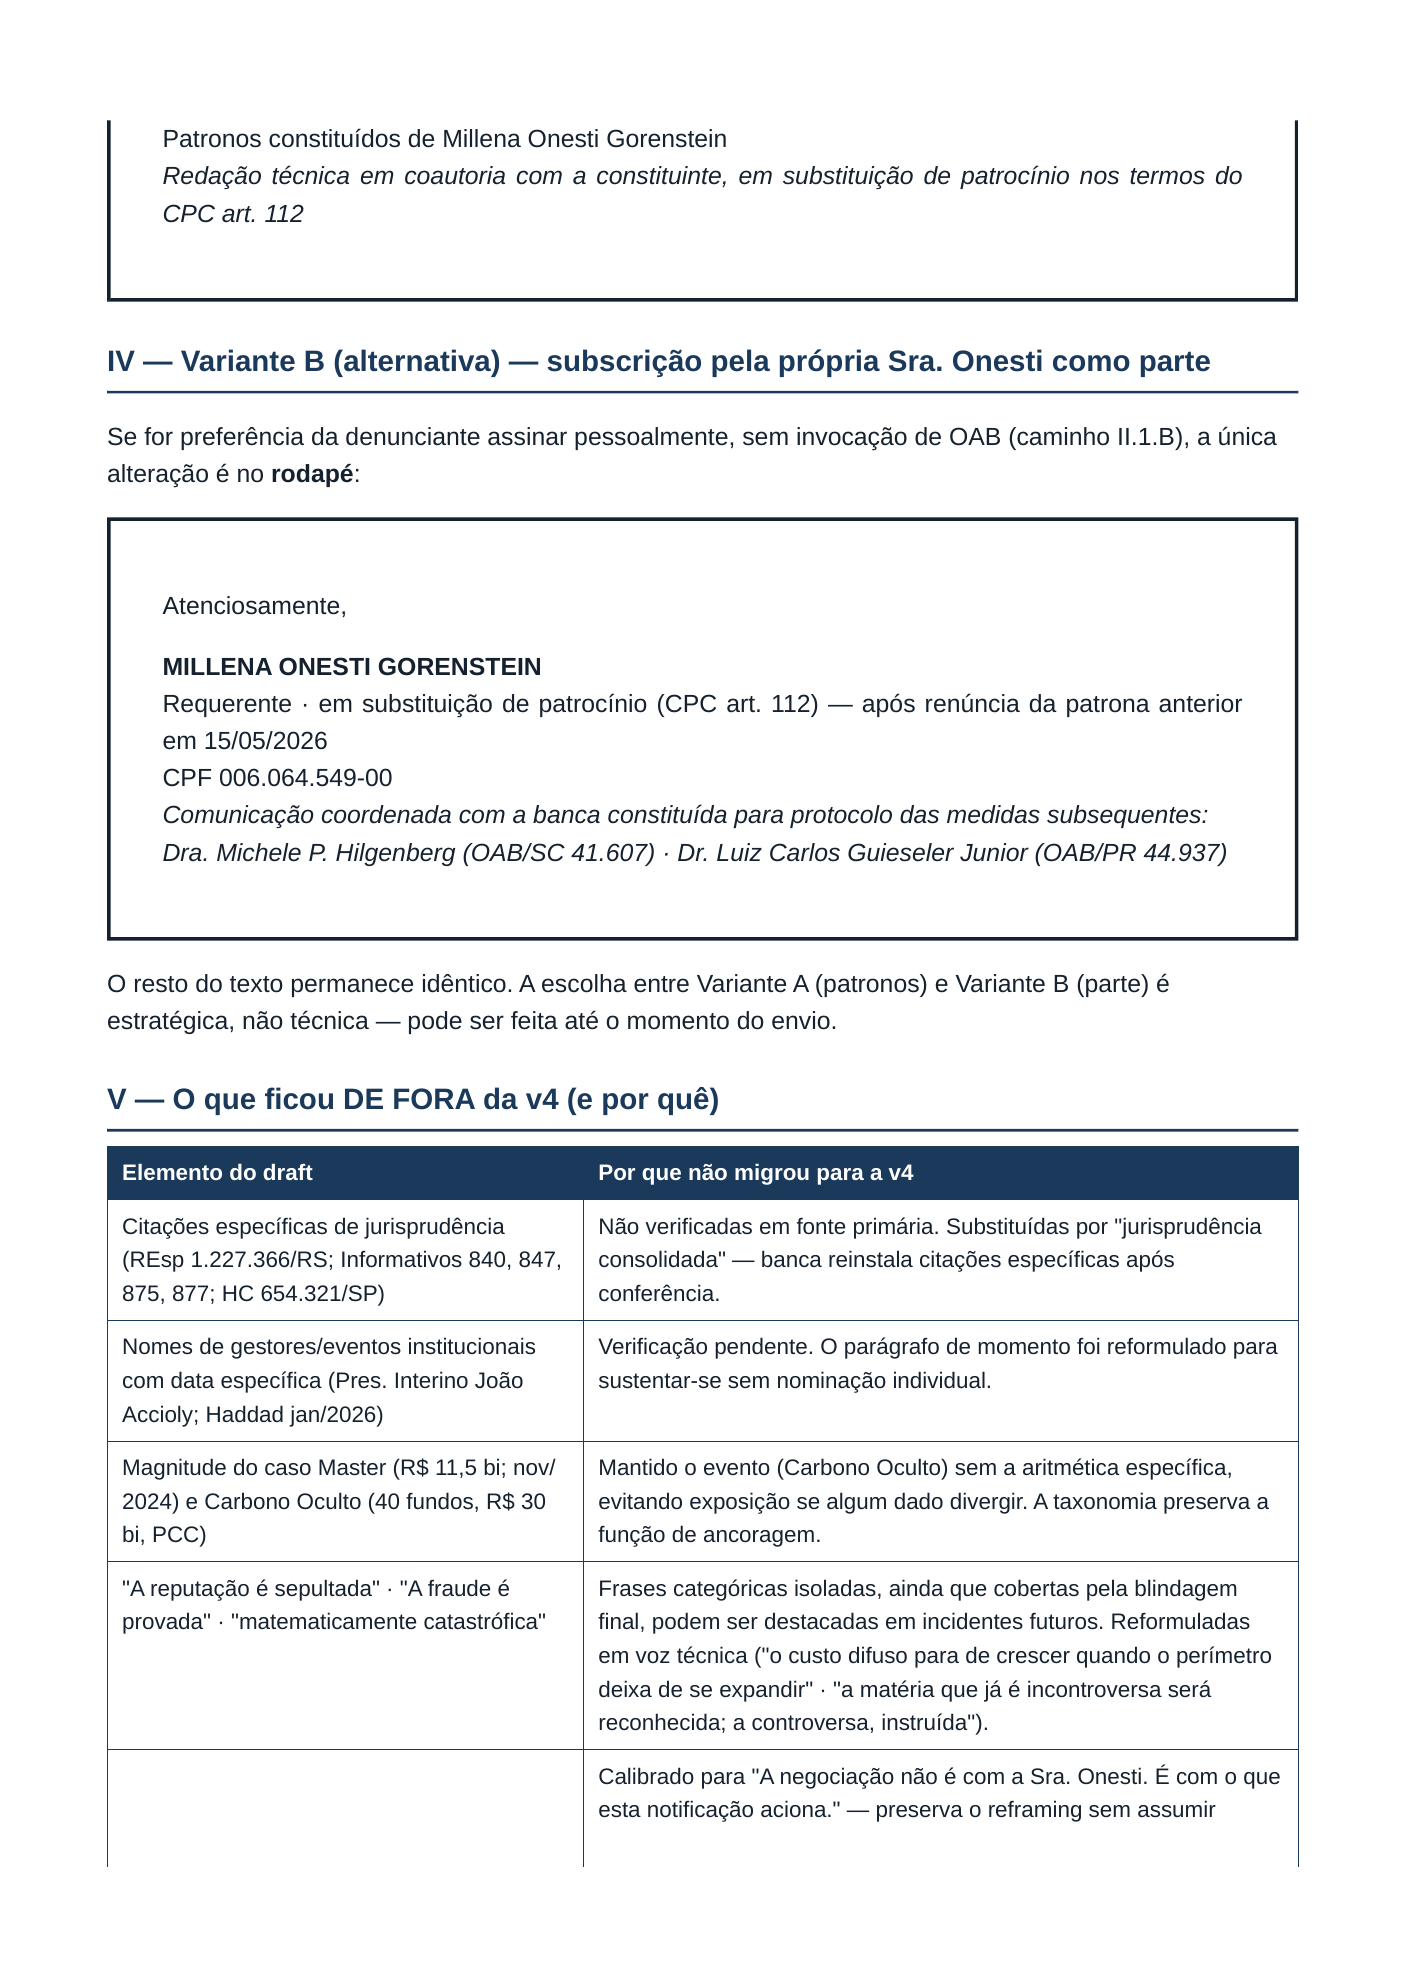 Patronos constituídos de Millena Onesti Gorenstein
Redação técnica em coautoria com a constituinte, em substituição de patrocínio nos termos do
CPC art. 112
IV — Variante B (alternativa) — subscrição pela própria Sra. Onesti como parte
Se for preferência da denunciante assinar pessoalmente, sem invocação de OAB (caminho II.1.B), a única
alteração é no rodapé:
Atenciosamente,
MILLENA ONESTI GORENSTEIN
Requerente · em substituição de patrocínio (CPC art. 112) — após renúncia da patrona anterior
em 15/05/2026
CPF 006.064.549-00
Comunicação coordenada com a banca constituída para protocolo das medidas subsequentes:
Dra. Michele P. Hilgenberg (OAB/SC 41.607) · Dr. Luiz Carlos Guieseler Junior (OAB/PR 44.937)
O resto do texto permanece idêntico. A escolha entre Variante A (patronos) e Variante B (parte) é
estratégica, não técnica — pode ser feita até o momento do envio.
V — O que ficou DE FORA da v4 (e por quê)
Elemento do draft
Por que não migrou para a v4
Citações específicas de jurisprudência
(REsp 1.227.366/RS; Informativos 840, 847,
875, 877; HC 654.321/SP)
Não verificadas em fonte primária. Substituídas por "jurisprudência
consolidada" — banca reinstala citações específicas após
conferência.
Nomes de gestores/eventos institucionais
com data específica (Pres. Interino João
Accioly; Haddad jan/2026)
Verificação pendente. O parágrafo de momento foi reformulado para
sustentar-se sem nominação individual.
Magnitude do caso Master (R$ 11,5 bi; nov/
2024) e Carbono Oculto (40 fundos, R$ 30
bi, PCC)
Mantido o evento (Carbono Oculto) sem a aritmética específica,
evitando exposição se algum dado divergir. A taxonomia preserva a
função de ancoragem.
"A reputação é sepultada" · "A fraude é
provada" · "matematicamente catastrófica"
Frases categóricas isoladas, ainda que cobertas pela blindagem
final, podem ser destacadas em incidentes futuros. Reformuladas
em voz técnica ("o custo difuso para de crescer quando o perímetro
deixa de se expandir" · "a matéria que já é incontroversa será
reconhecida; a controversa, instruída").
Calibrado para "A negociação não é com a Sra. Onesti. É com o que
esta notificação aciona." — preserva o reframing sem assumir